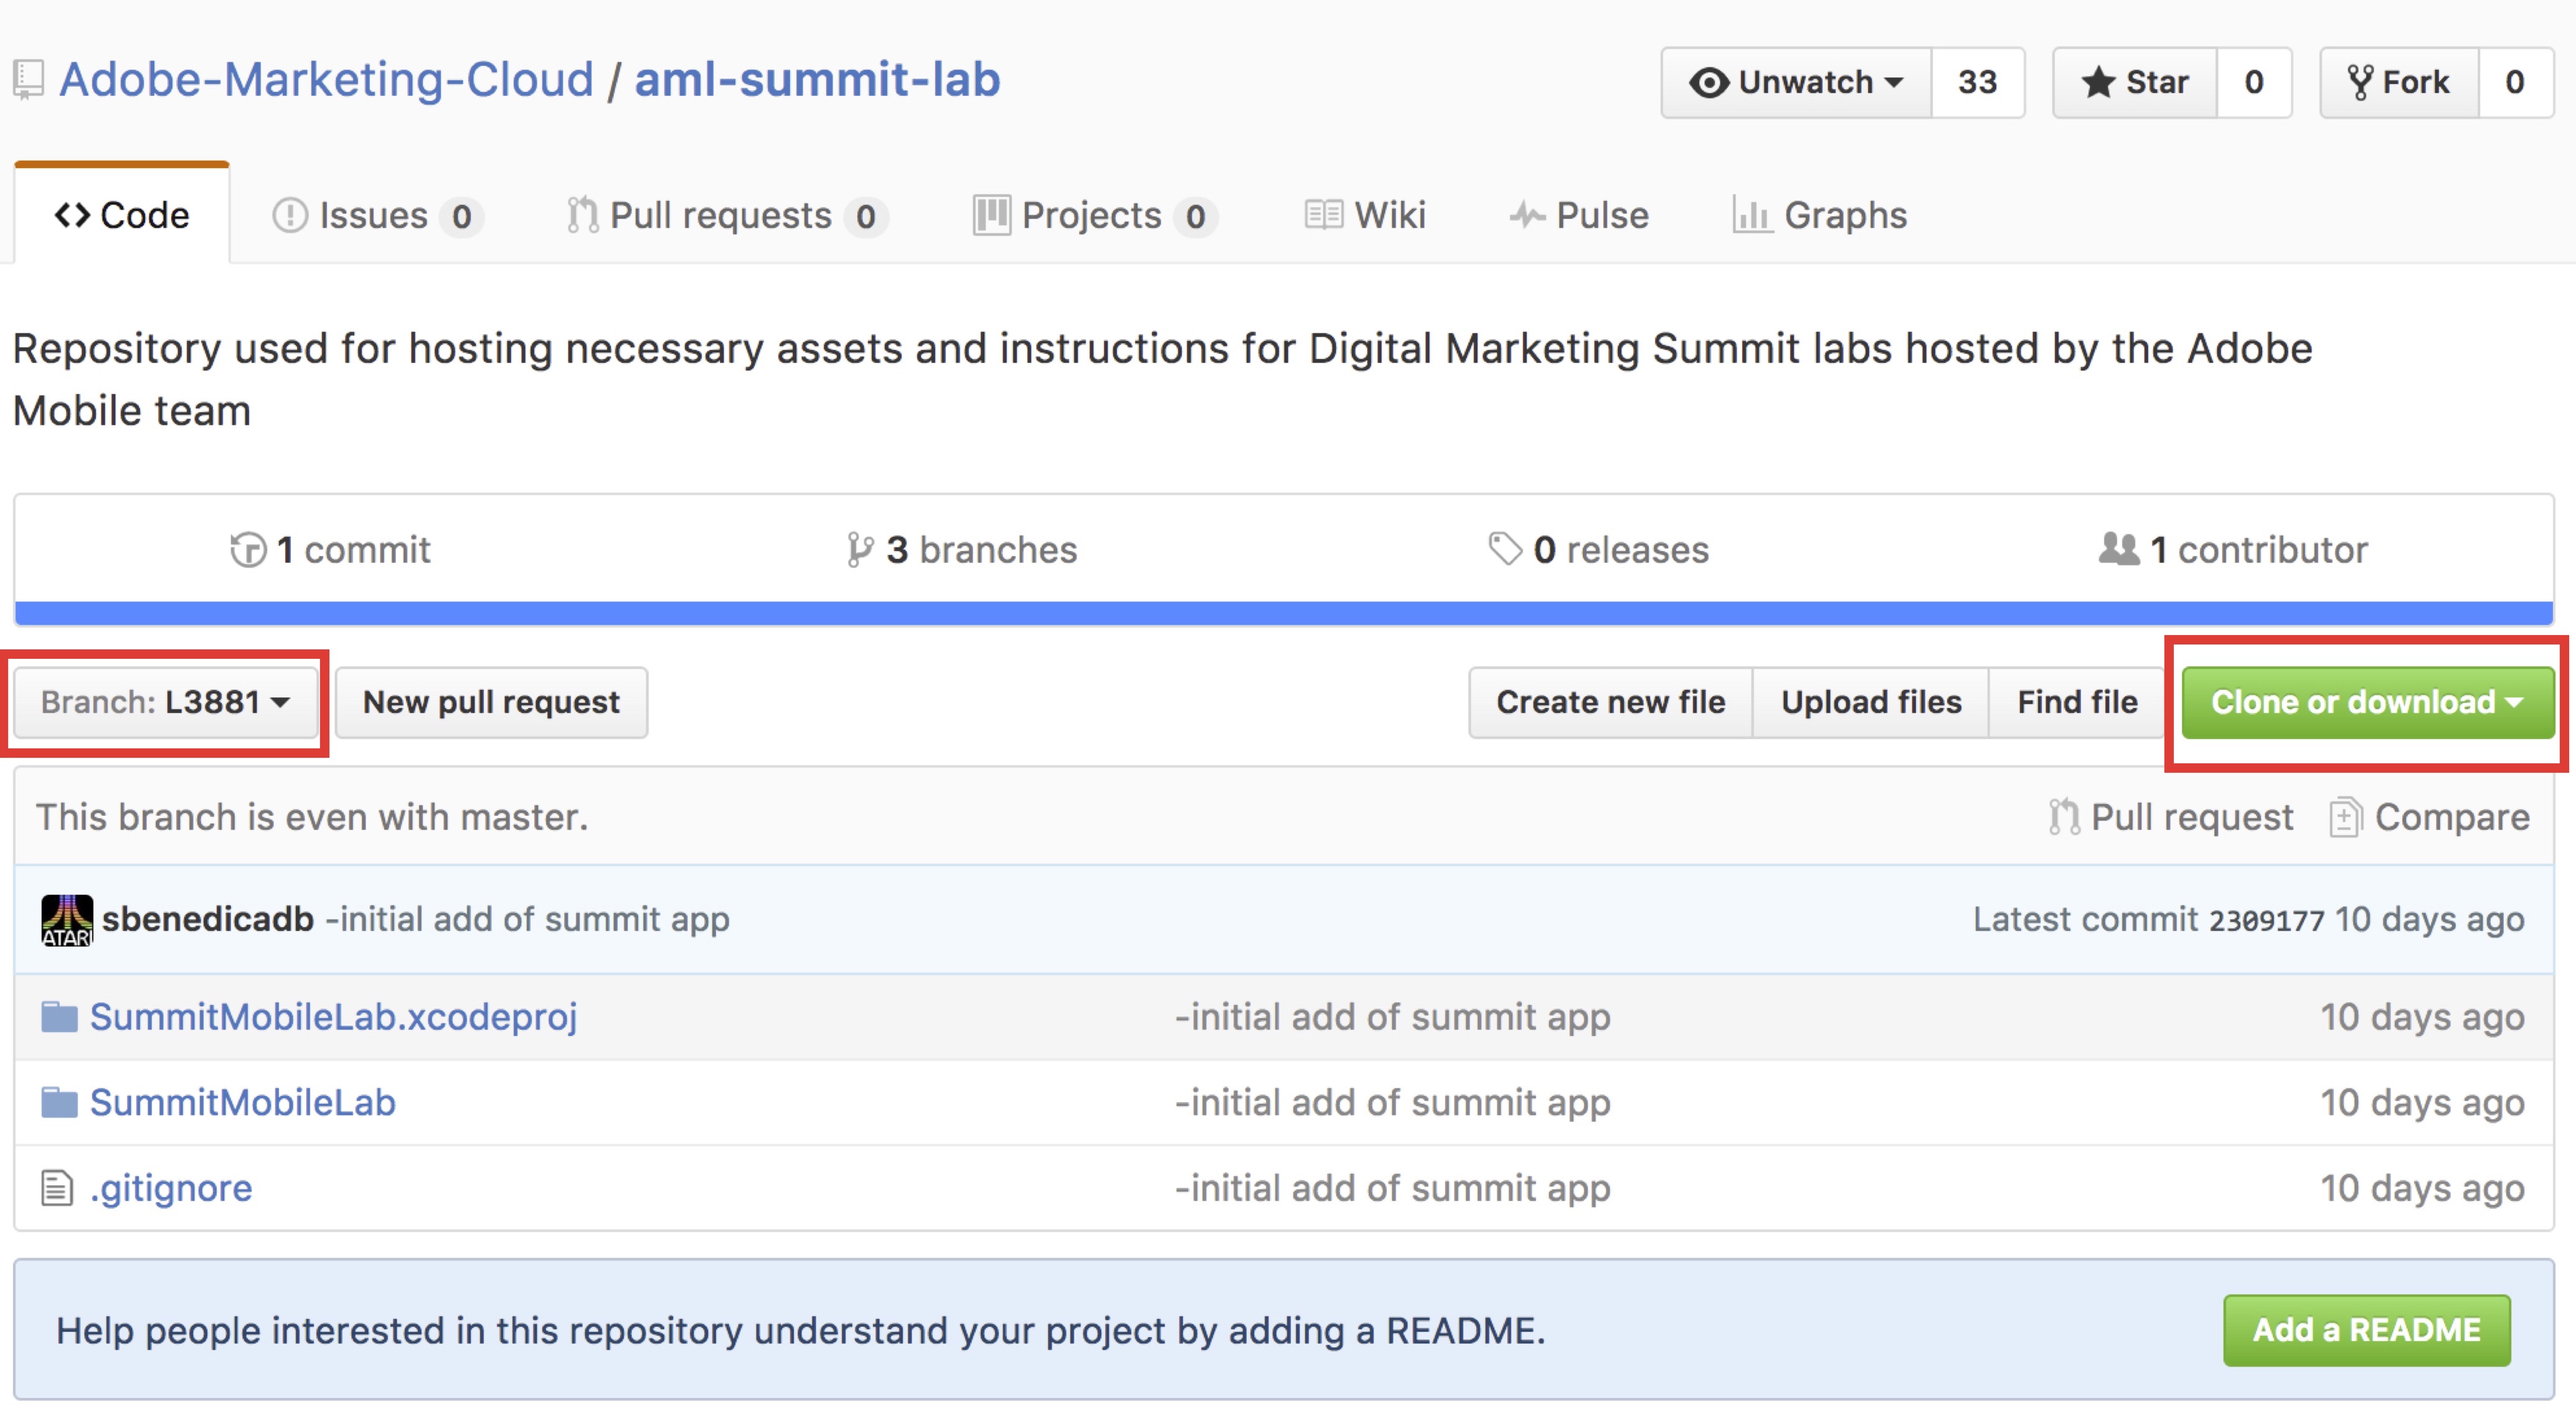 Adobe-Marketing-Cloud / aml-summit-lab
Unwatch 33 Star 0 Fork 0
Code Issues 0 Pull requests 0 Projects 0 Wiki Pulse Graphs
Repository used for hosting necessary assets and instructions for Digital Marketing Summit labs hosted by the Adobe
Mobile team
1 commit 3 branches 0 releases 1 contributor
Branch: L3881 New pull request Create new file Upload files Find file Clone or download
This branch is even with master. Pull request Compare
ATARI sbenedicadb -initial add of summit app Latest commit 2309177 10 days ago
SummitMobileLab.xcodeproj -initial add of summit app 10 days ago
SummitMobileLab -initial add of summit app 10 days ago
.gitignore -initial add of summit app 10 days ago
Help people interested in this repository understand your project by adding a README. Add a README